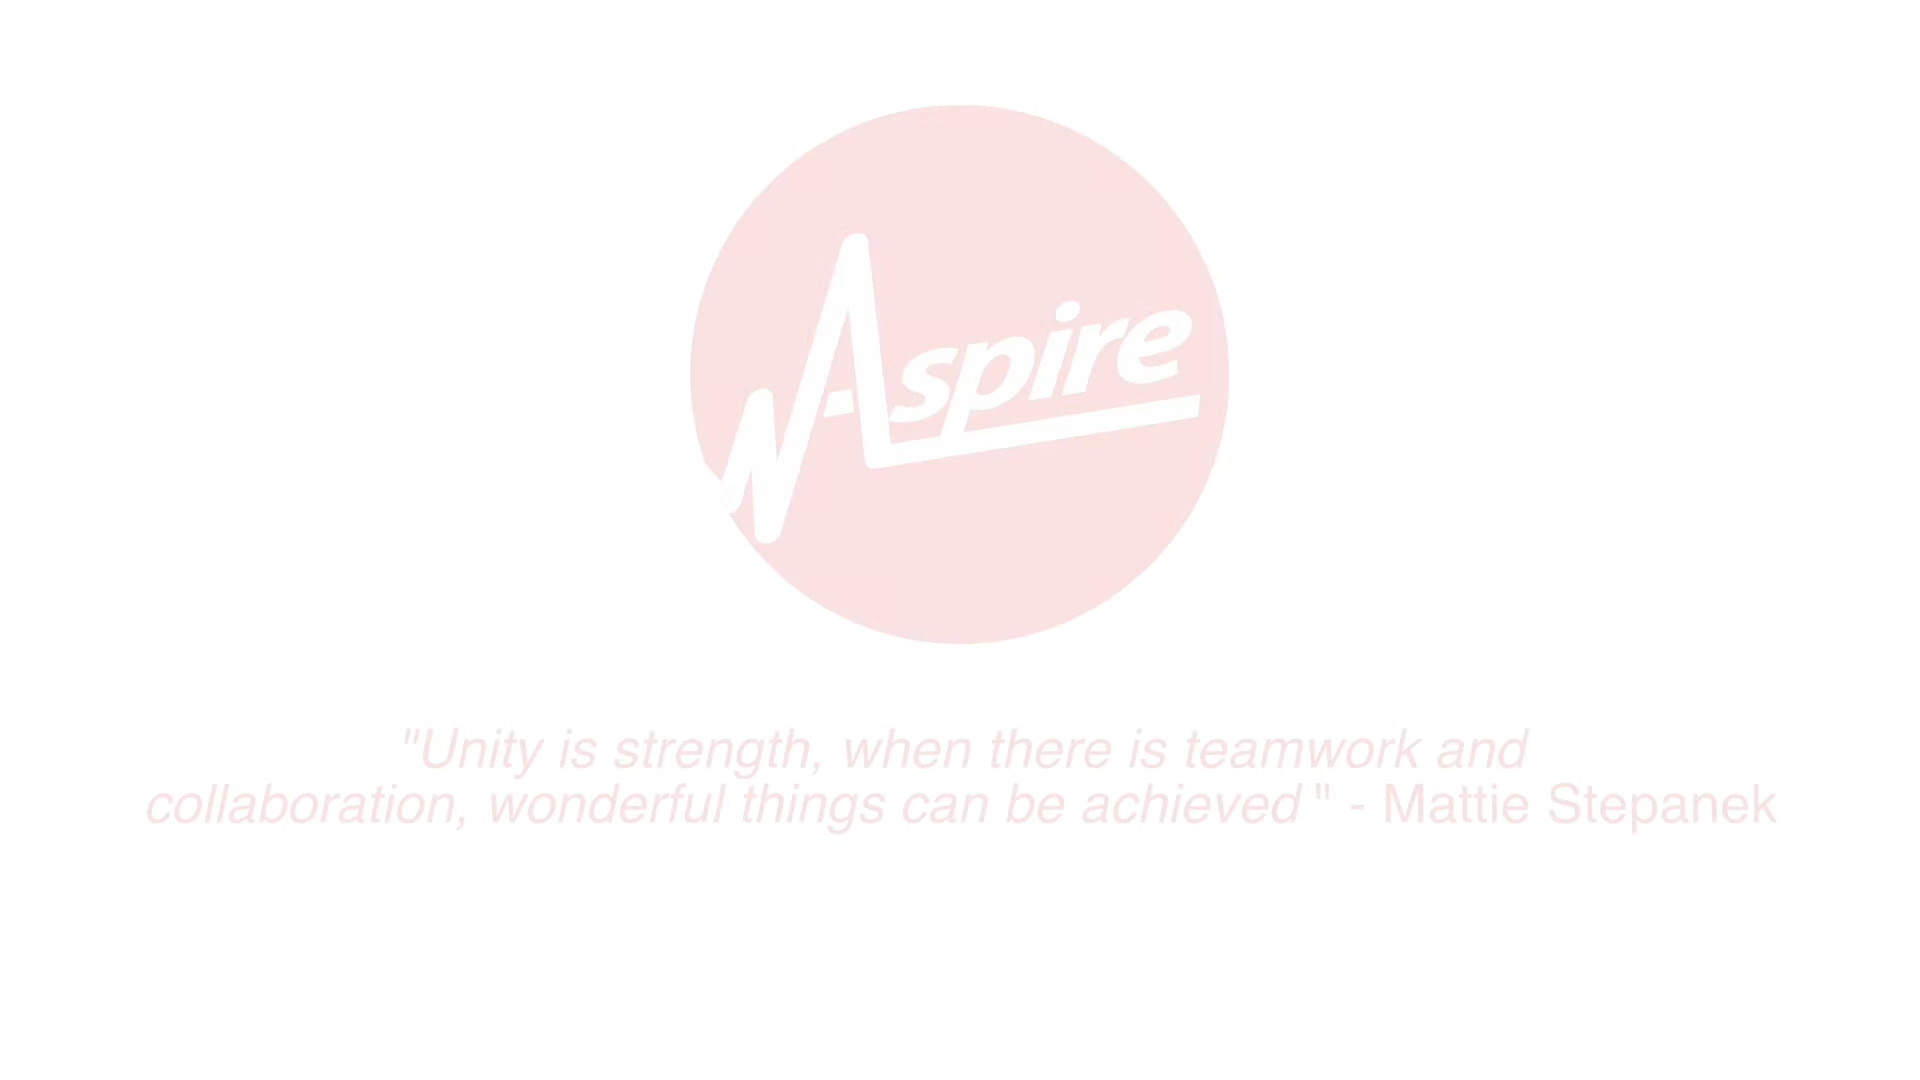 Aspire
"Unity is strength, when there is teamwork and
collaboration, wonderful things can be achieved " - Mattie Stepanek